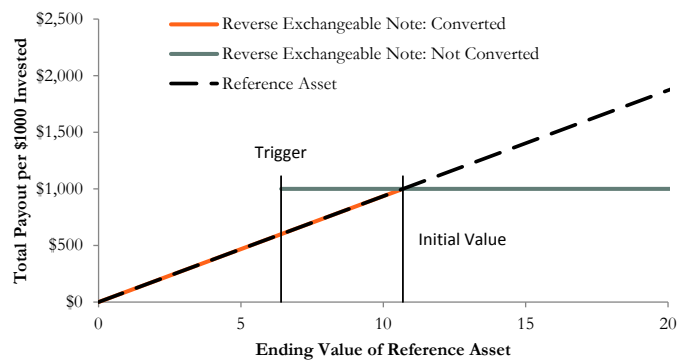 Total Payout per $1000 Invested
$2,500
$2,000
$1,500
$1,000
$500
$0
Reverse Exchangeable Note: Converted
Reverse Exchangeable Note: Not Converted
Reference Asset
Trigger
Initial Value
0
5
10
15
20
Ending Value of Reference Asset